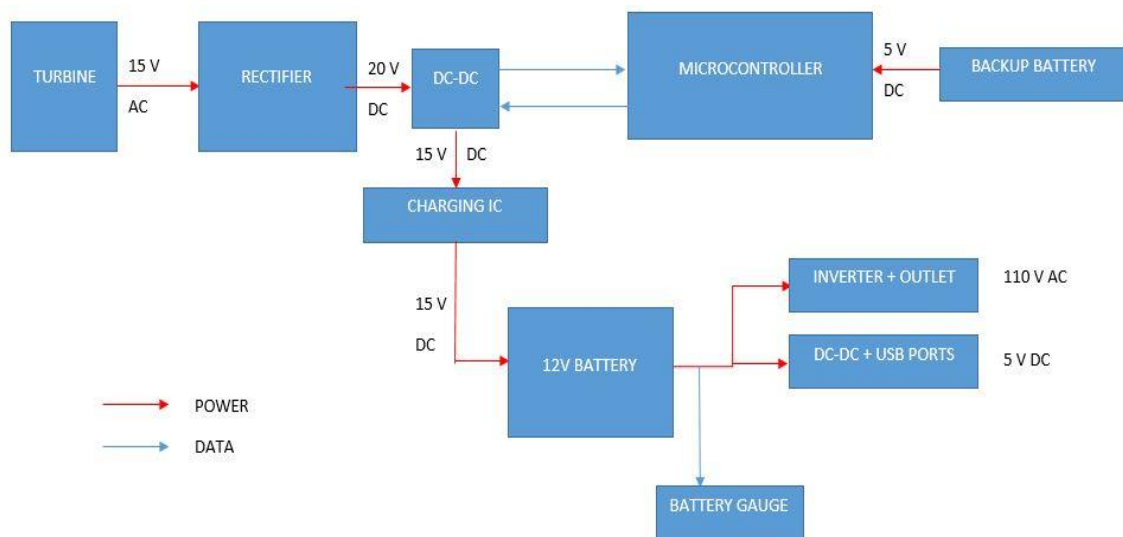 TURBINE
15 V
AC
RECTIFIER
20 V
DC
DC-DC
MICROCONTROLLER
5 V
DC
BACKUP BATTERY
15 V
DC
CHARGING IC
15 V
DC
12V BATTERY
INVERTER + OUTLET
110 V AC
DC-DC + USB PORTS
5 V DC
POWER
DATA
BATTERY GAUGE